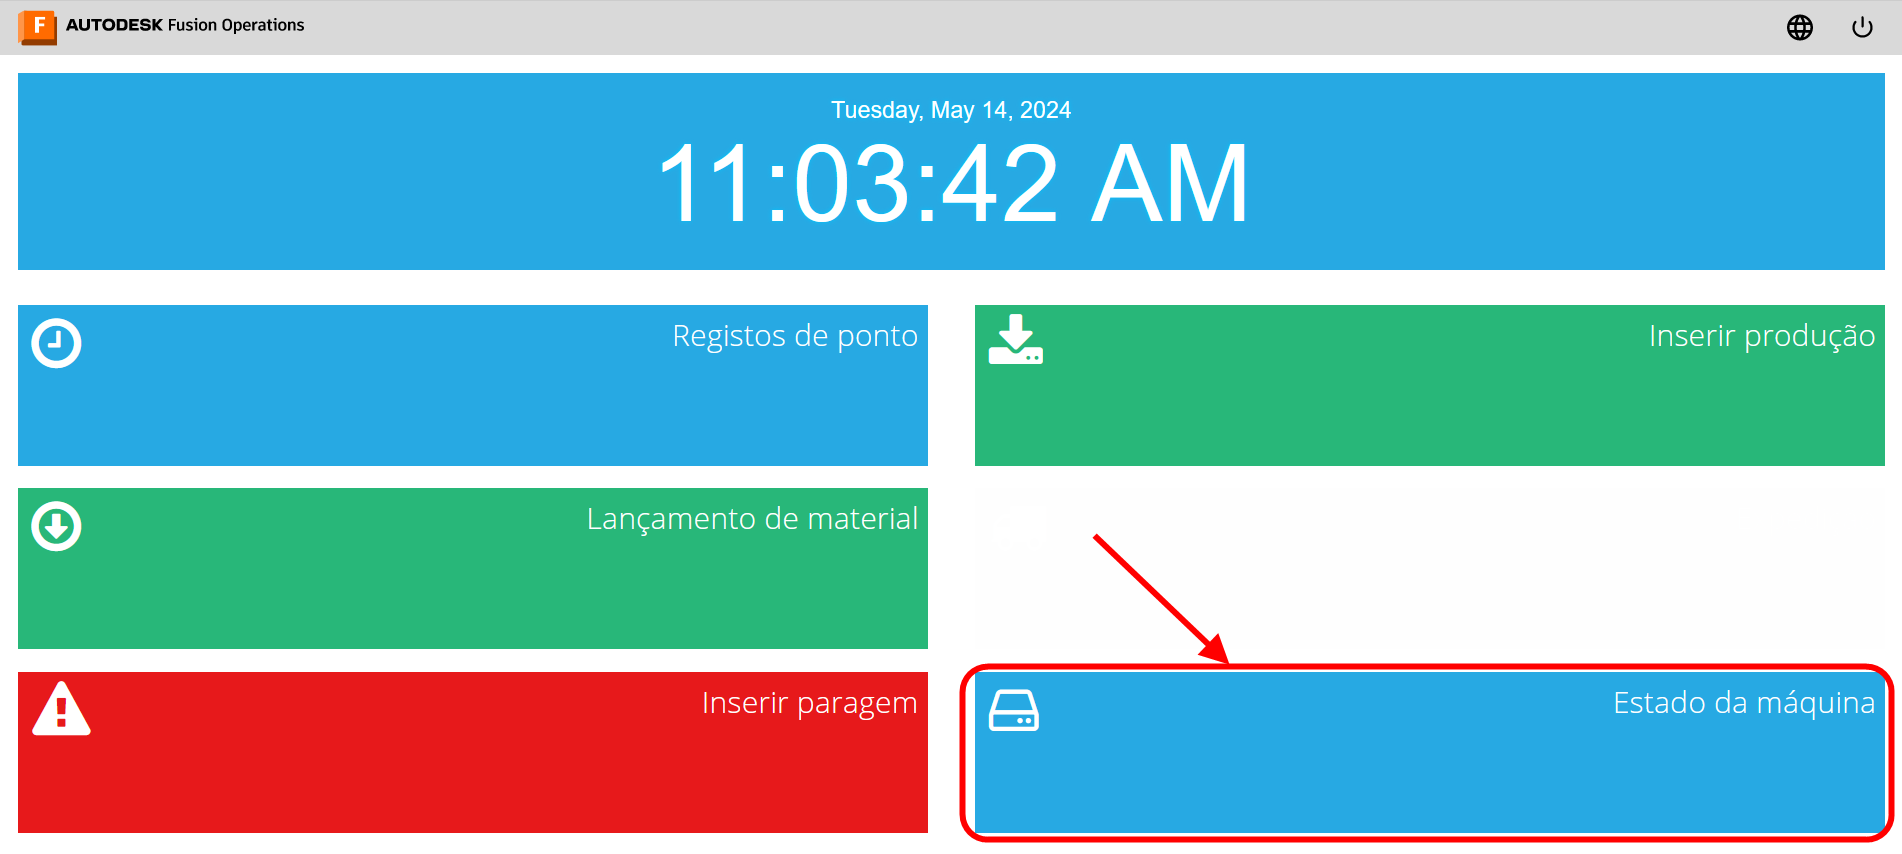 F AUTODESK Fusion Operations
Tuesday, May 14, 2024
11:03:42 AM
Registos de ponto
Inserir produção
Lançamento de material
Inserir paragem
Estado da máquina